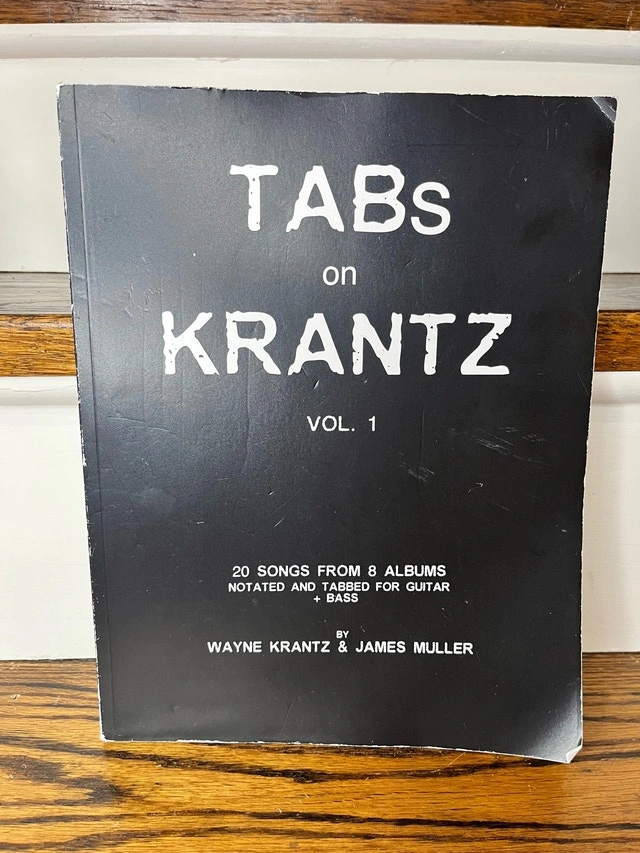 TABs
on
KRANTZ
VOL. 1
20 SONGS FROM 8 ALBUMS
NOTATED AND TABBED FOR GUITAR
+ BASS
BY
WAYNE KRANTZ & JAMES MULLER